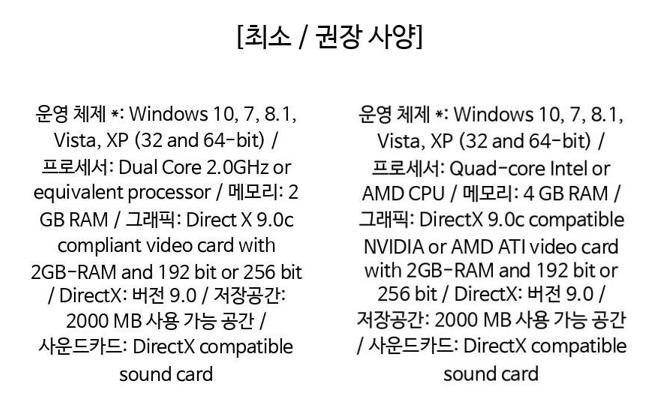 [최소 / 권장 사양]
운영 체제 *: Windows 10, 7, 8.1,
Vista, XP (32 and 64-bit) /
프로세서: Dual Core 2.0GHz or
equivalent processor / 메모리: 2
GB RAM / 그래픽: Direct X 9.0c
compliant video card with
2GB-RAM and 192 bit or 256 bit
/ DirectX: 버전 9.0 / 저장공간:
2000 MB 사용 가능 공간 /
사운드카드: DirectX compatible
sound card
운영 체제 *: Windows 10, 7, 8.1,
Vista, XP (32 and 64-bit) /
프로세서: Quad-core Intel or
AMD CPU / 메모리: 4 GB RAM /
그래픽: DirectX 9.0c compatible
NVIDIA or AMD ATI video card
with 2GB-RAM and 192 bit or
256 bit / DirectX: 버전 9.0 /
저장공간: 2000 MB 사용 가능 공간
/ 사운드카드: DirectX compatible
sound card